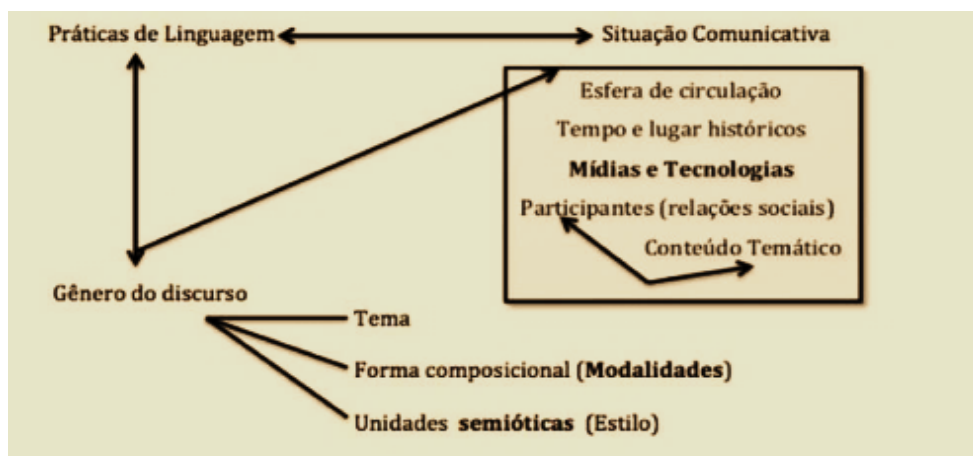 Práticas de Linguagem
Situação Comunicativa
Esfera de circulação
Tempo e lugar históricos
Mídias e Tecnologias
Participantes (relações sociais)
Conteúdo Temático
Gênero do discurso
Tema
Forma composicional (Modalidades)
Unidades semióticas (Estilo)